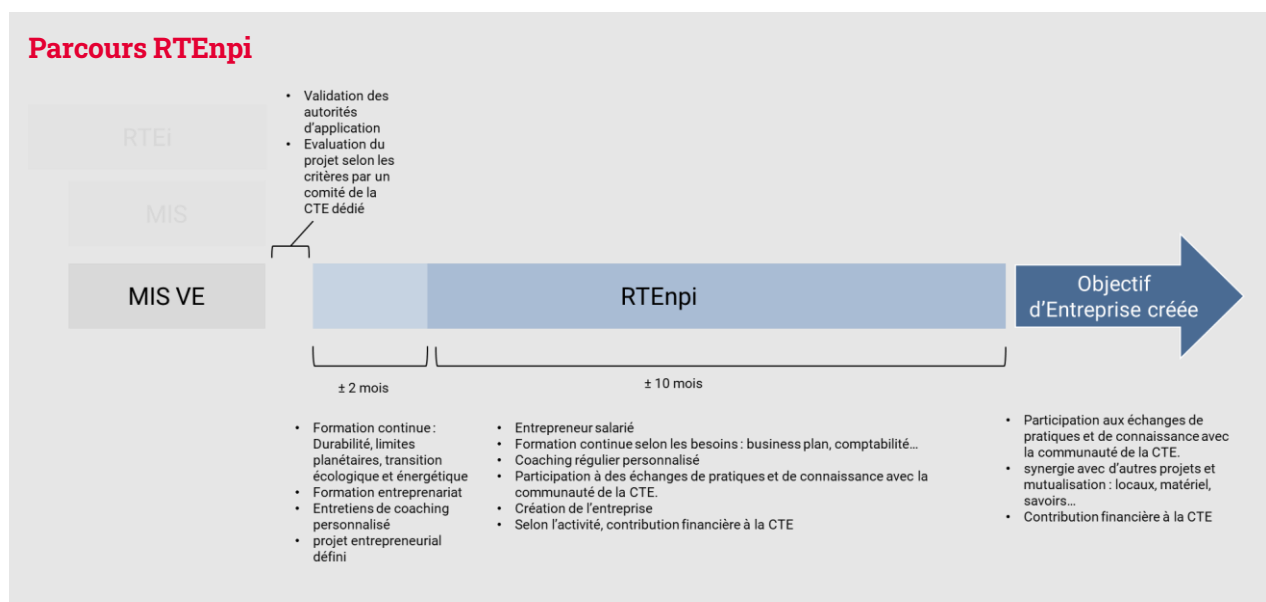 Parcours RTEnpi
• Validation des
autorités
d'application
• Evaluation du
projet selon les
critères par un
comité de la
CTE dédié
RTEi
MIS
MIS VE
RTEnpi
Objectif
d'Entreprise créée
± 2 mois
± 10 mois
• Formation continue :
Durabilité, limites
planétaires, transition
écologique et énergétique
• Formation entreprenariat
• Entretiens de coaching
personnalisé
• projet entrepreneurial
défini
• Entrepreneur salarié
• Formation continue selon les besoins : business plan, comptabilité…
• Coaching régulier personnalisé
• Participation à des échanges de pratiques et de connaissance avec la
communauté de la CTE.
• Création de l'entreprise
• Selon l'activité, contribution financière à la CTE
• Participation aux échanges de
pratiques et de connaissance avec
la communauté de la CTE.
• synergie avec d'autres projets et
mutualisation : locaux, matériel,
savoirs…
• Contribution financière à la CTE